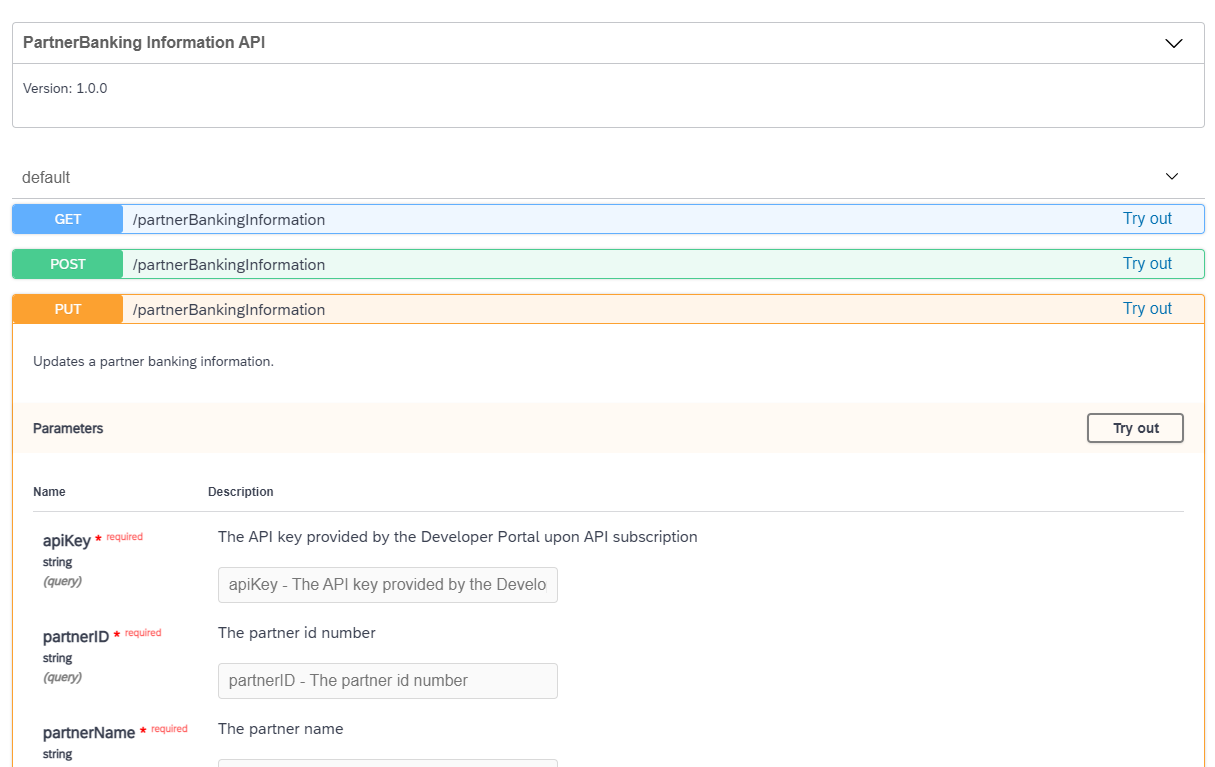 PartnerBanking Information API
Version: 1.0.0
default
GET /partnerBankingInformation Try out
POST /partnerBankingInformation Try out
PUT /partnerBankingInformation Try out
Updates a partner banking information.
Parameters Try out
Name Description
apiKey * required The API key provided by the Developer Portal upon API subscription
string
(query)
apiKey - The API key provided by the Develo
partnerID * required The partner id number
string
(query)
partnerID - The partner id number
partnerName * required The partner name
string